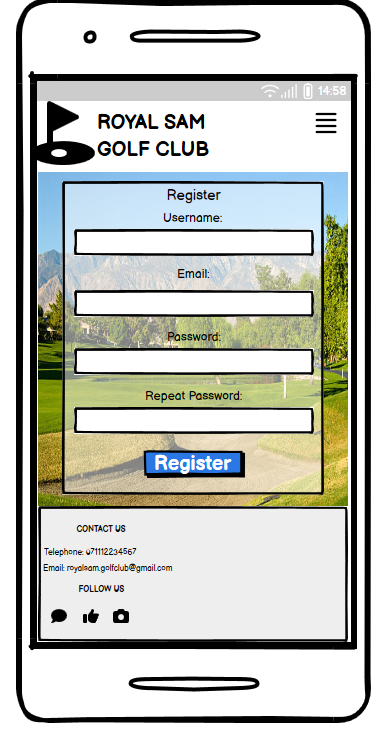 14:58
ROYAL SAM
GOLF CLUB
Register
Username:
Email:
Password:
Repeat Password:
Register
CONTACT US
Telephone: 071112234567
Email: royalsam.golfclub@gmail.com
FOLLOW US